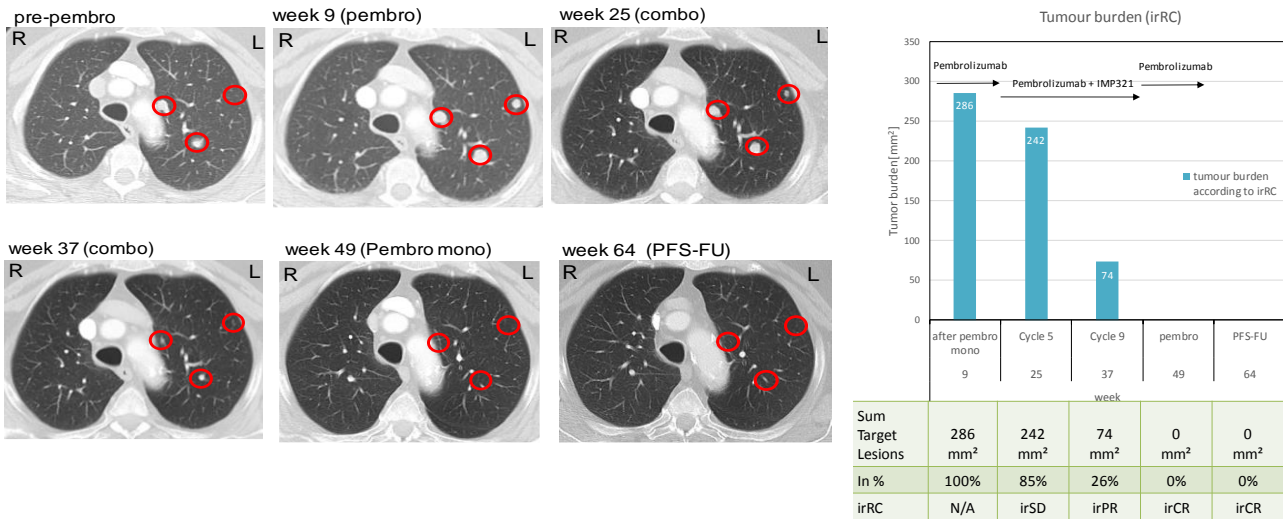 pre-pembro
R
L
week 9 (pembro)
R
L
week 25 (combo)
R
L
week 37 (combo)
R
L
week 49 (Pembro mono)
R
L
week 64 (PFS-FU)
R
L
Tumour burden (irRC)
Tumor burden[mm²]
350
300
250
200
150
100
50
0
Pembrolizumab
Pembrolizumab + IMP321
Pembrolizumab
286
242
74
tumour burden
according to irRC
after pembro
mono
Cycle 5
Cycle 9
pembro
PFS-FU
9
25
37
49
64
week
Sum
Target
Lesions
286
mm²
242
mm²
74
mm²
0
mm²
0
mm²
In %
100%
85%
26%
0%
0%
irRC
N/A
irSD
irPR
irCR
irCR